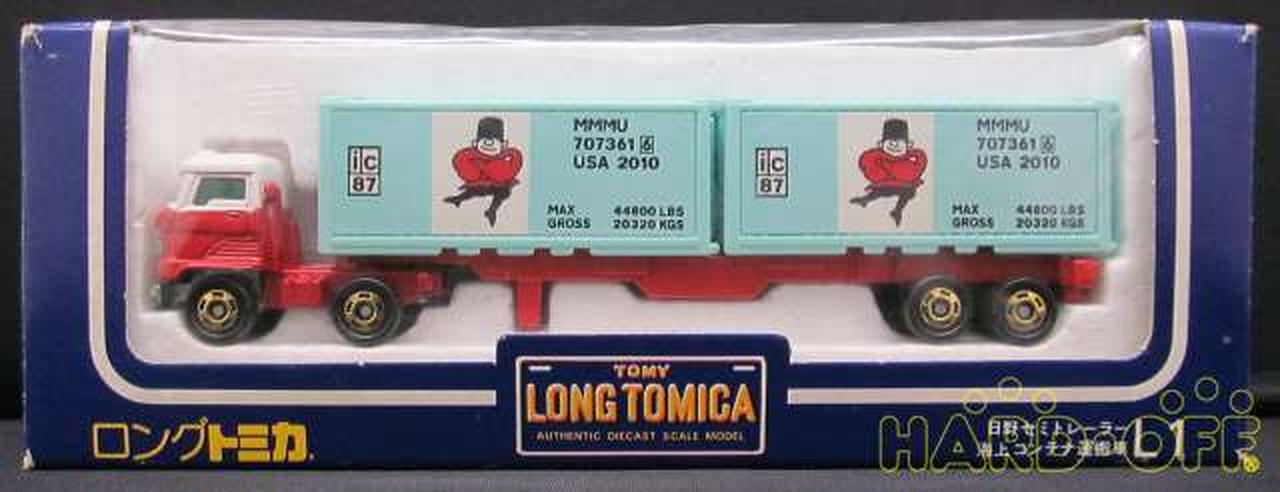 MMMU
707361 6
USA 2010
iC
87
MAX 44800 LBS
GROSS 20320 KGS
MMMU
707361 6
USA 2010
iC
87
MAX 44800 LBS
GROSS 20320 KGS
TOMY
LONG TOMICA
AUTHENTIC DIECAST SCALE MODEL
ロングトミカ.
日野セミトレーラー
海上コンテナ運搬車
L1
HARD·OFF